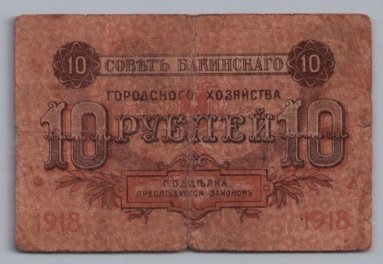 10 СОВѢТЪ БАКИНСКАГО 10
ГОРОДСКОГО ХОЗЯЙСТВА
10 РУБЛЕЙ 10
ПОДДѢЛКА
ПРЕСЛѢДУЕТСЯ ЗАКОНОМЪ
1918 1918